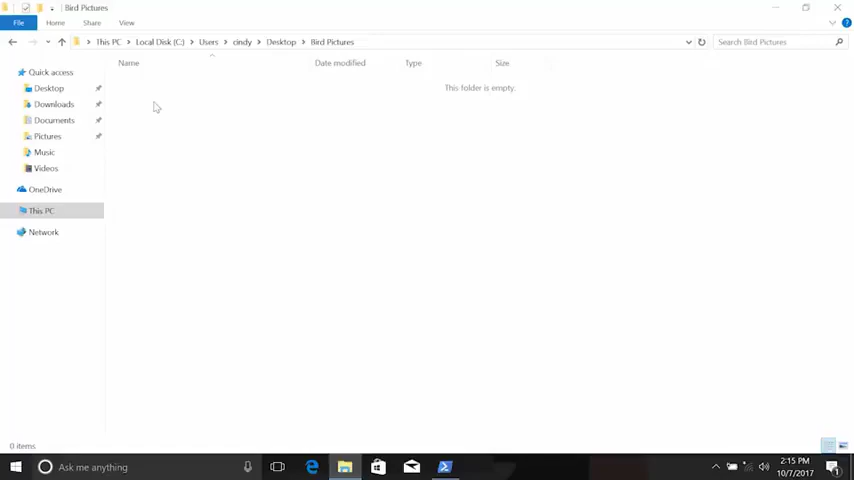 Bird Pictures
File Home Share View
This PC Local Disk (C:) Users cindy Desktop Bird Pictures
Search Bird Pictures
Name Date modified Type Size
This folder is empty.
Quick access
Desktop
Downloads
Documents
Pictures
Music
Videos
OneDrive
This PC
Network
0 items
Ask me anything
2:15 PM
10/7/2017
1